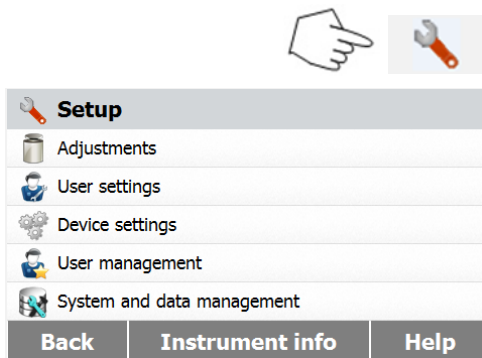 Setup
Adjustments
User settings
Device settings
User management
System and data management
Back Instrument info Help